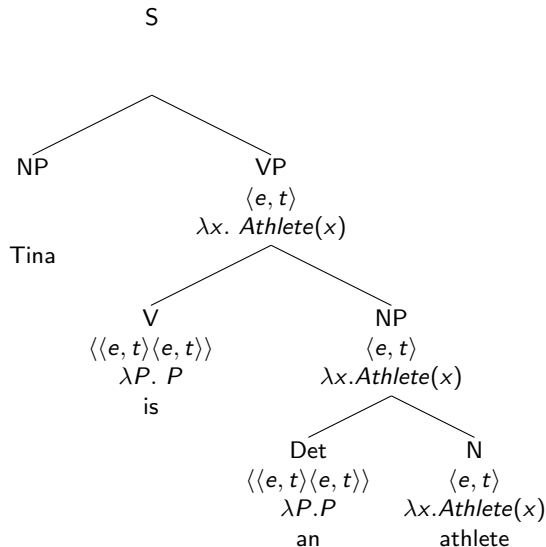 S
NP VP
⟨e, t⟩
λx. Athlete(x)
Tina
V NP
⟨⟨e, t⟩⟨e, t⟩⟩ ⟨e, t⟩
λP. P λx.Athlete(x)
is
Det N
⟨⟨e, t⟩⟨e, t⟩⟩ ⟨e, t⟩
λP.P λx.Athlete(x)
an athlete